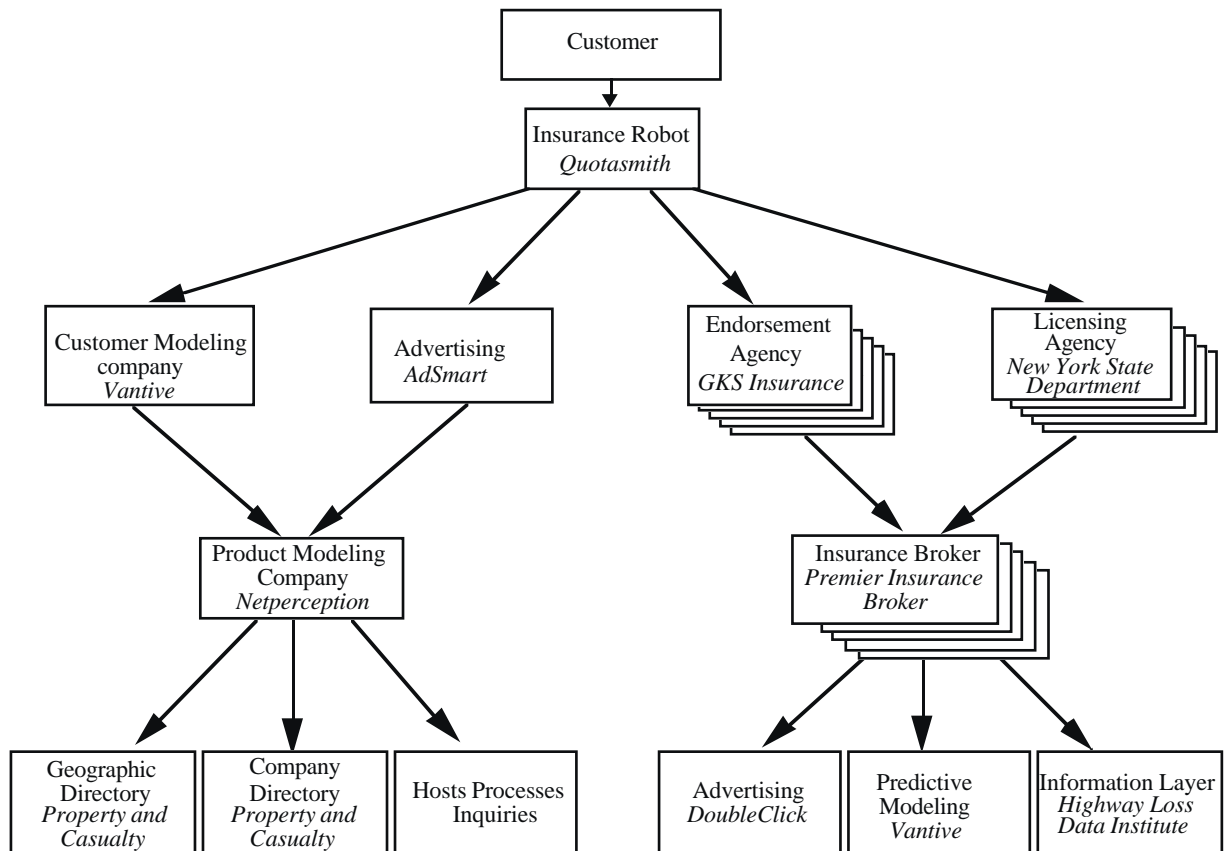 Customer
Insurance Robot
Quotasmith
Customer Modeling
company
Vantive
Advertising
AdSmart
Endorsement
Agency
GKS Insurance
Licensing
Agency
New York State
Department
Product Modeling
Company
Netperception
Insurance Broker
Premier Insurance
Broker
Geographic
Directory
Property and
Casualty
Company
Directory
Property and
Casualty
Hosts Processes
Inquiries
Advertising
DoubleClick
Predictive
Modeling
Vantive
Information Layer
Highway Loss
Data Institute